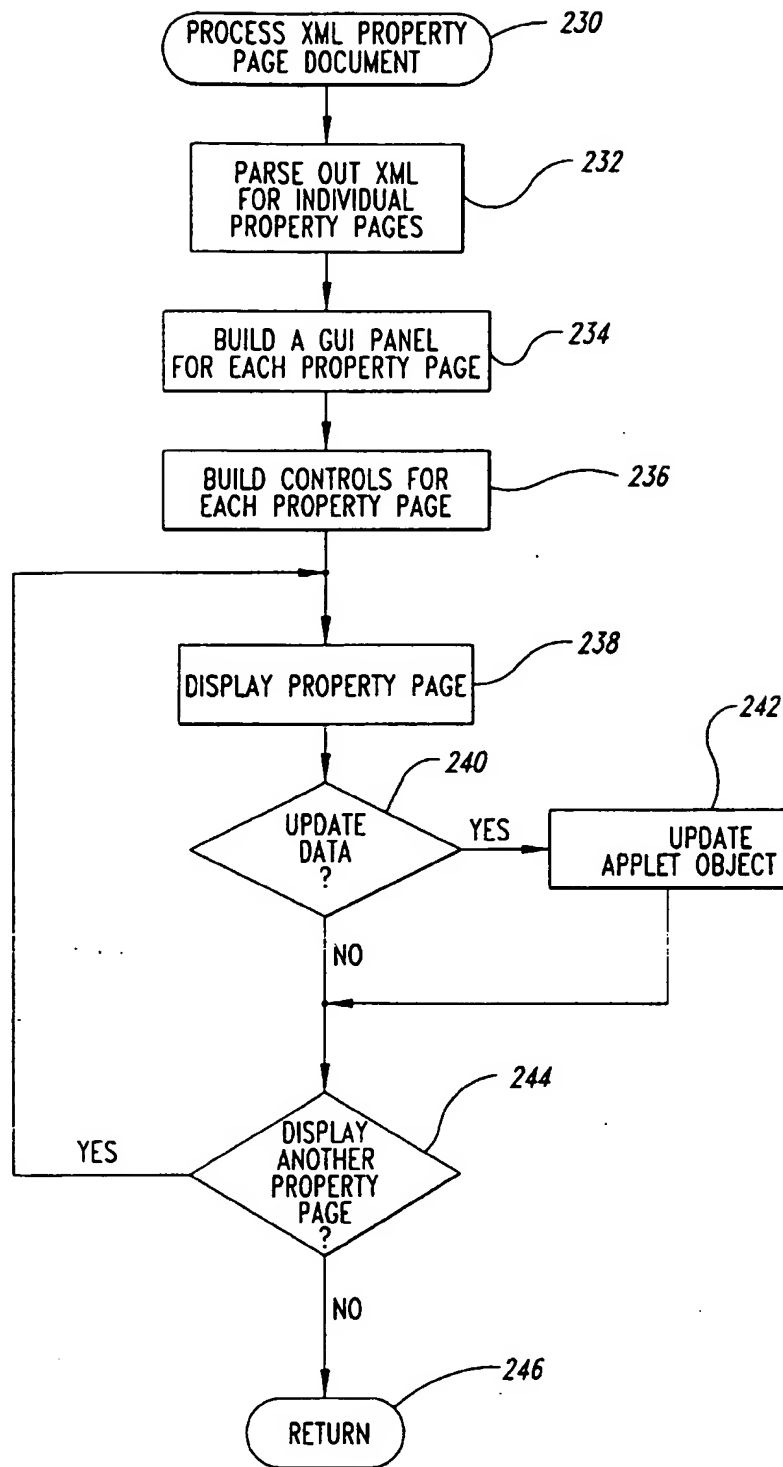 PROCESS XML PROPERTY
PAGE DOCUMENT
230
PARSE OUT XML
FOR INDIVIDUAL
PROPERTY PAGES
232
BUILD A GUI PANEL
FOR EACH PROPERTY PAGE
234
BUILD CONTROLS FOR
EACH PROPERTY PAGE
236
DISPLAY PROPERTY PAGE
238
UPDATE
DATA
?
240
YES
UPDATE
APPLET OBJECT
242
NO
DISPLAY
ANOTHER
PROPERTY
PAGE
?
244
YES
NO
RETURN
246